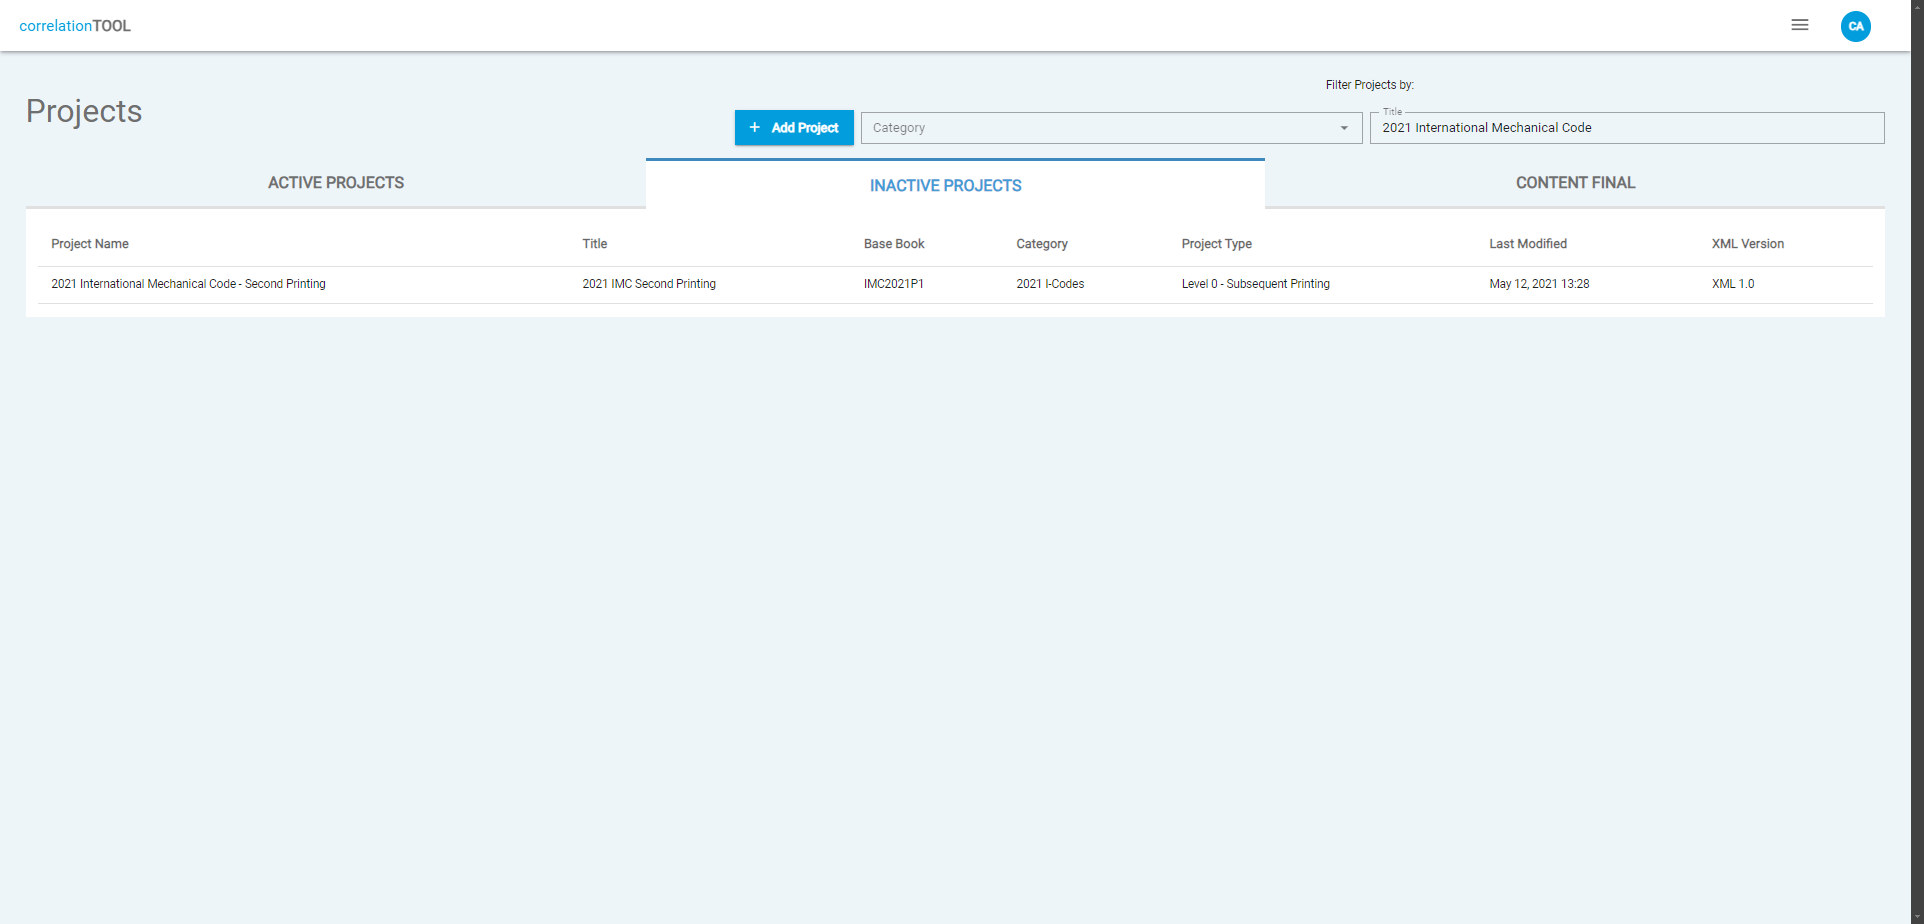 correlationTOOL
CA
Filter Projects by:
Projects
+ Add Project
Category
Title
2021 International Mechanical Code
ACTIVE PROJECTS
INACTIVE PROJECTS
CONTENT FINAL
Project Name Title Base Book Category Project Type Last Modified XML Version
2021 International Mechanical Code - Second Printing 2021 IMC Second Printing IMC2021P1 2021 I-Codes Level 0 - Subsequent Printing May 12, 2021 13:28 XML 1.0